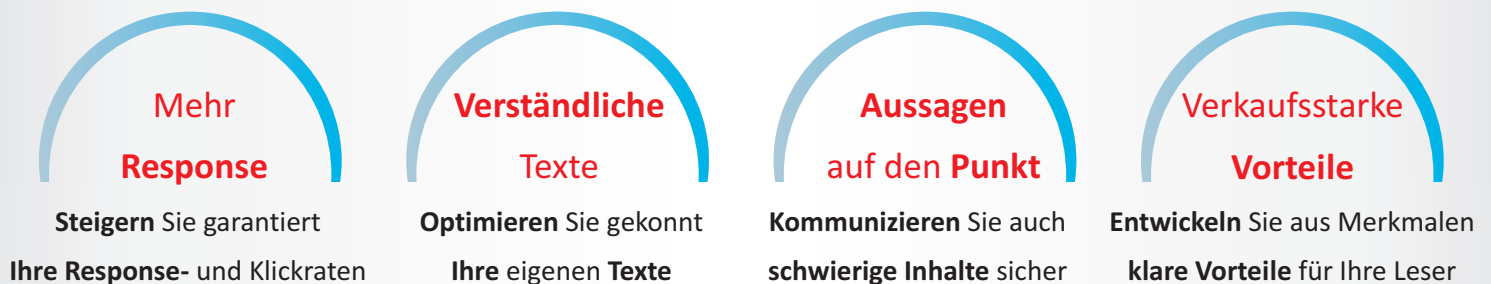 Mehr
Response
Steigern Sie garantiert
Ihre Response- und Klickraten
Verständliche
Texte
Optimieren Sie gekonnt
Ihre eigenen Texte
Aussagen
auf den Punkt
Kommunizieren Sie auch
schwierige Inhalte sicher
Verkaufsstarke
Vorteile
Entwickeln Sie aus Merkmalen
klare Vorteile für Ihre Leser